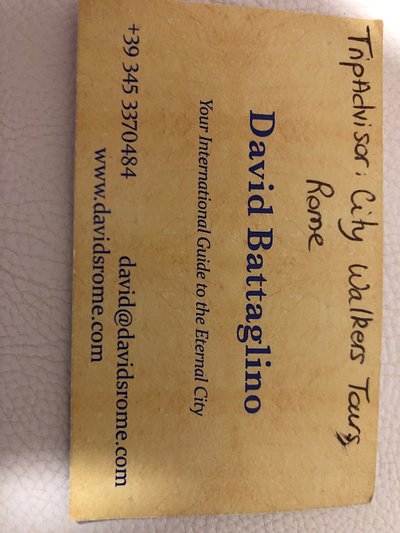 TripAdvisor: City Walkers Tours
Rome
David Battaglino
Your International Guide to the Eternal City
+39 345 3370484 david@davidsrome.com
www.davidsrome.com